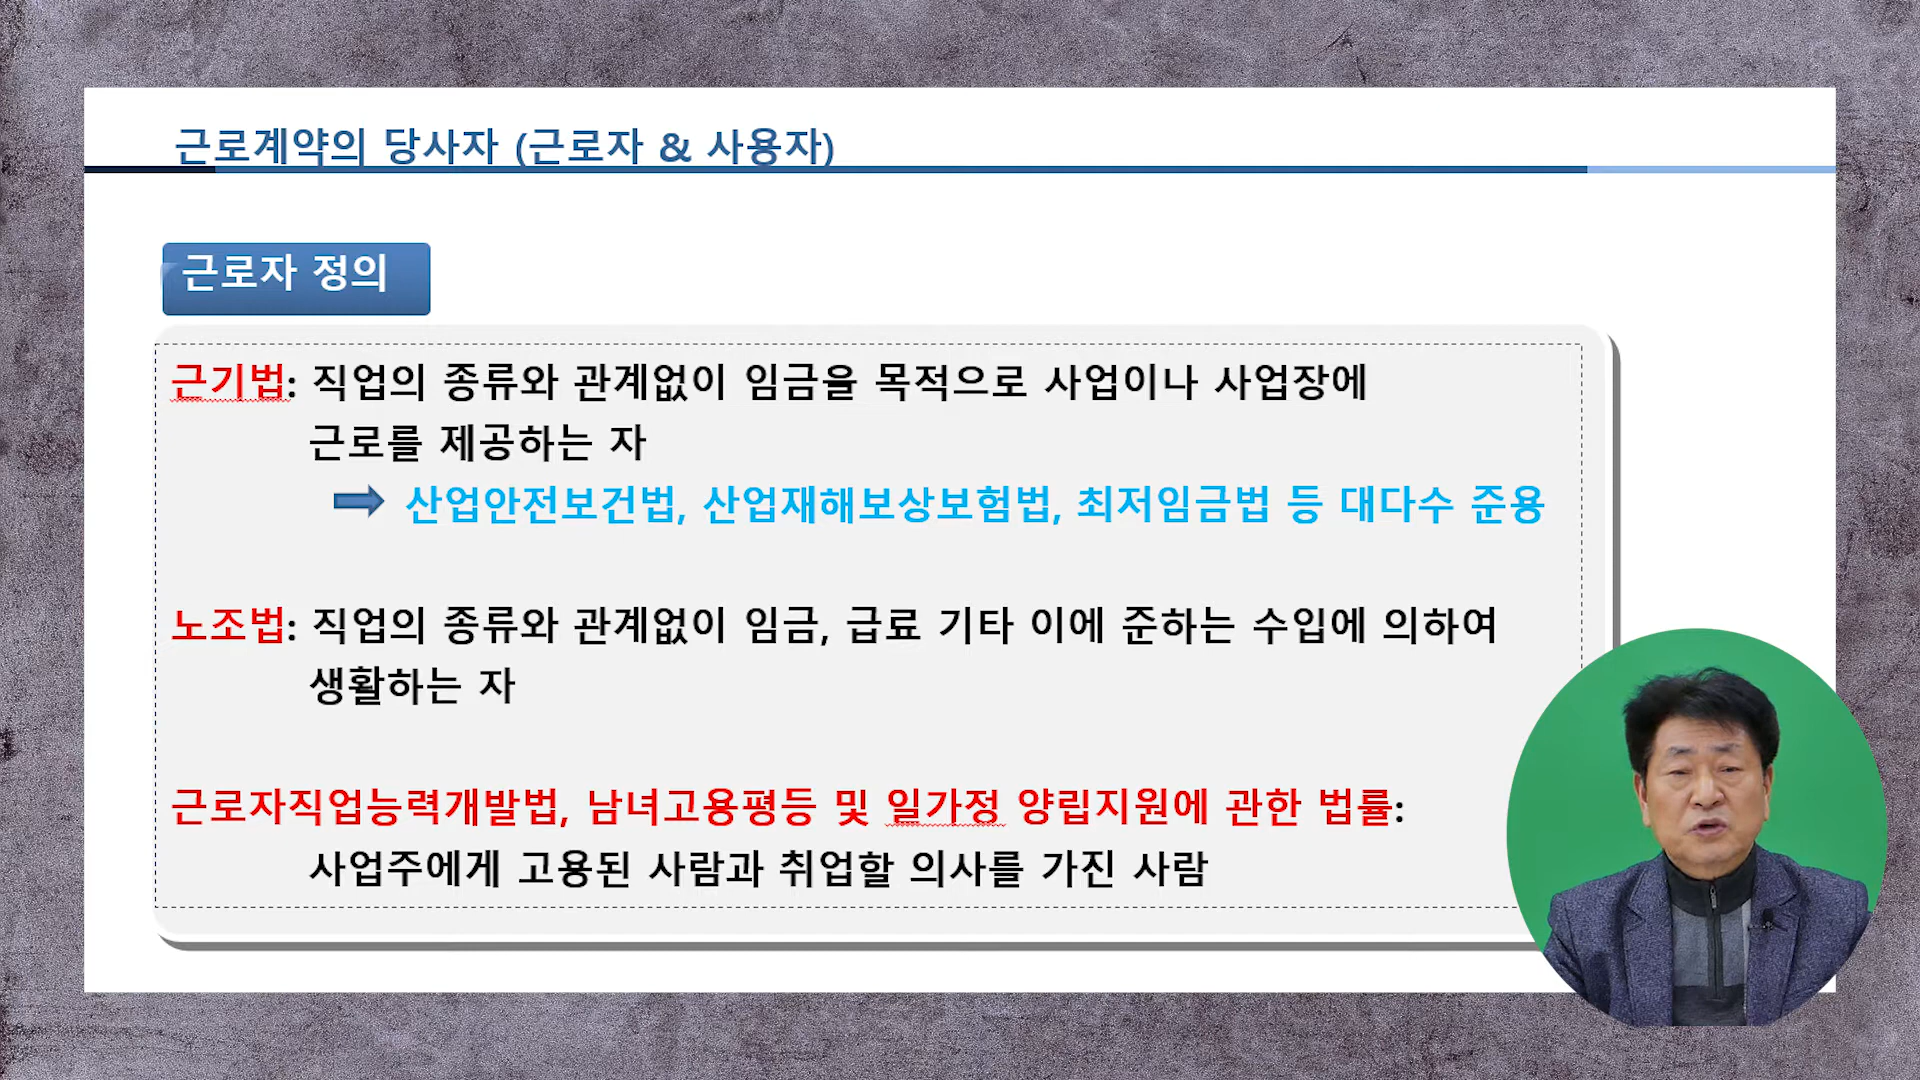 근로계약의 당사자 (근로자 & 사용자)
근로자 정의
근기법: 직업의 종류와 관계없이 임금을 목적으로 사업이나 사업장에
근로를 제공하는 자
산업안전보건법, 산업재해보상보험법, 최저임금법 등 대다수 준용
노조법: 직업의 종류와 관계없이 임금, 급료 기타 이에 준하는 수입에 의하여
생활하는 자
근로자직업능력개발법, 남녀고용평등 및 일가정 양립지원에 관한 법률:
사업주에게 고용된 사람과 취업할 의사를 가진 사람